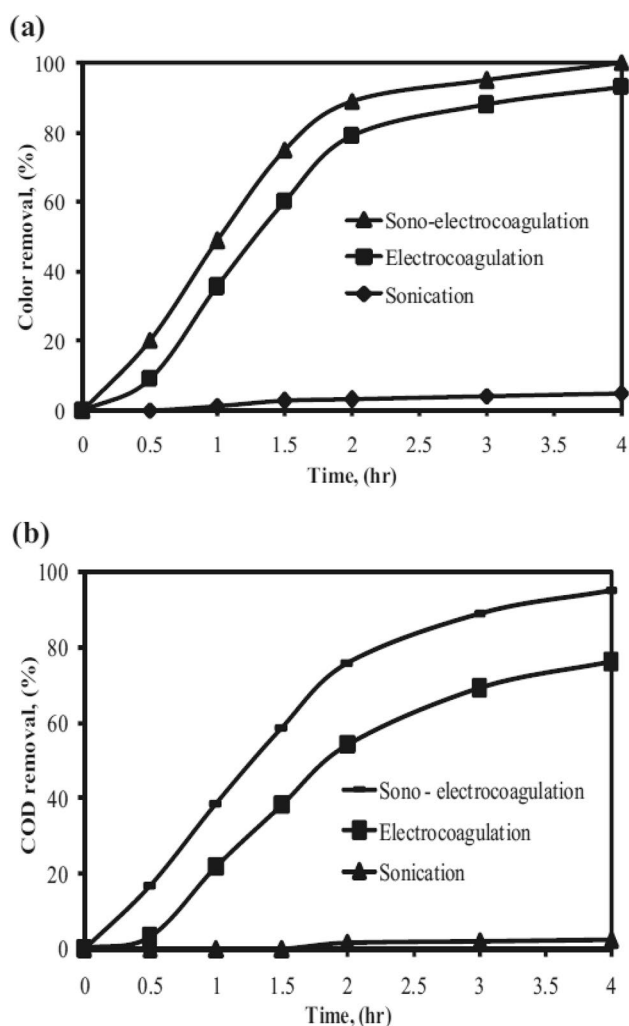 (a)
100
80
60
40
20
0
Color removal, (%)
Sono-electrocoagulation
Electrocoagulation
Sonication
0 0.5 1 1.5 2 2.5 3 3.5 4
Time, (hr)
(b)
100
80
60
40
20
0
COD removal, (%)
Sono - electrocoagulation
Electrocoagulation
Sonication
0 0.5 1 1.5 2 2.5 3 3.5 4
Time, (hr)